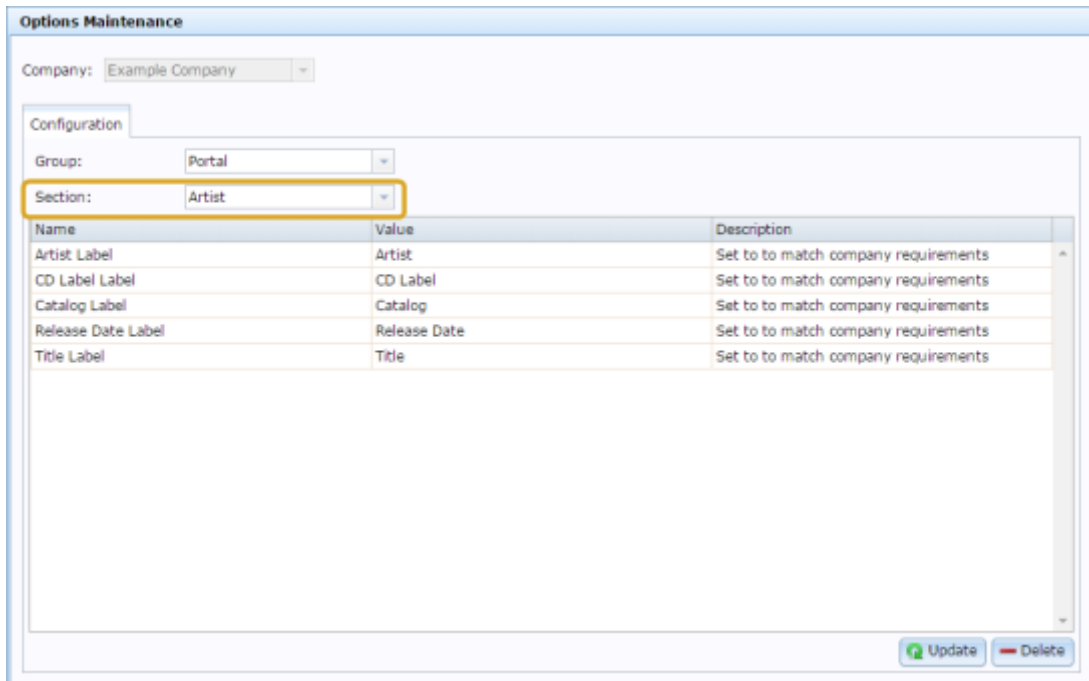 Options Maintenance
Company: Example Company
Configuration
Group: Portal
Section: Artist
Name Value Description
Artist Label Artist Set to to match company requirements
CD Label Label CD Label Set to to match company requirements
Catalog Label Catalog Set to to match company requirements
Release Date Label Release Date Set to to match company requirements
Title Label Title Set to to match company requirements
Update Delete